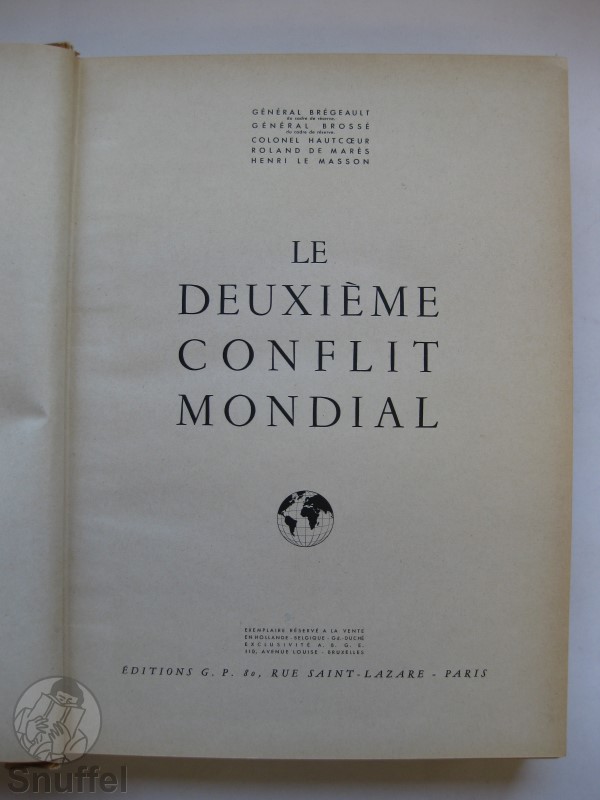 GÉNÉRAL BRÉGEAULT
du cadre de réserve.
GÉNÉRAL BROSSÉ
du cadre de réserve.
COLONEL HAUTCŒUR
ROLAND DE MARÈS
HENRI LE MASSON
LE
DEUXIÈME
CONFLIT
MONDIAL
EXEMPLAIRE RÉSERVÉ A LA VENTE
EN HOLLANDE - BELGIQUE - Gd. DUCHÉ
EXCLUSIVITÉ A. B. G. E.
110, AVENUE LOUISE - BRUXELLES
ÉDITIONS G. P. 80, RUE SAINT-LAZARE - PARIS
Snuffel